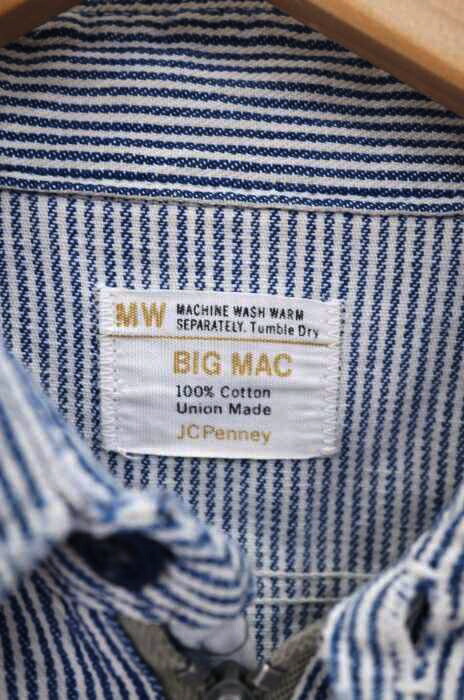 MW MACHINE WASH WARM
SEPARATELY. Tumble Dry
BIG MAC
100% Cotton
Union Made
JCPenney